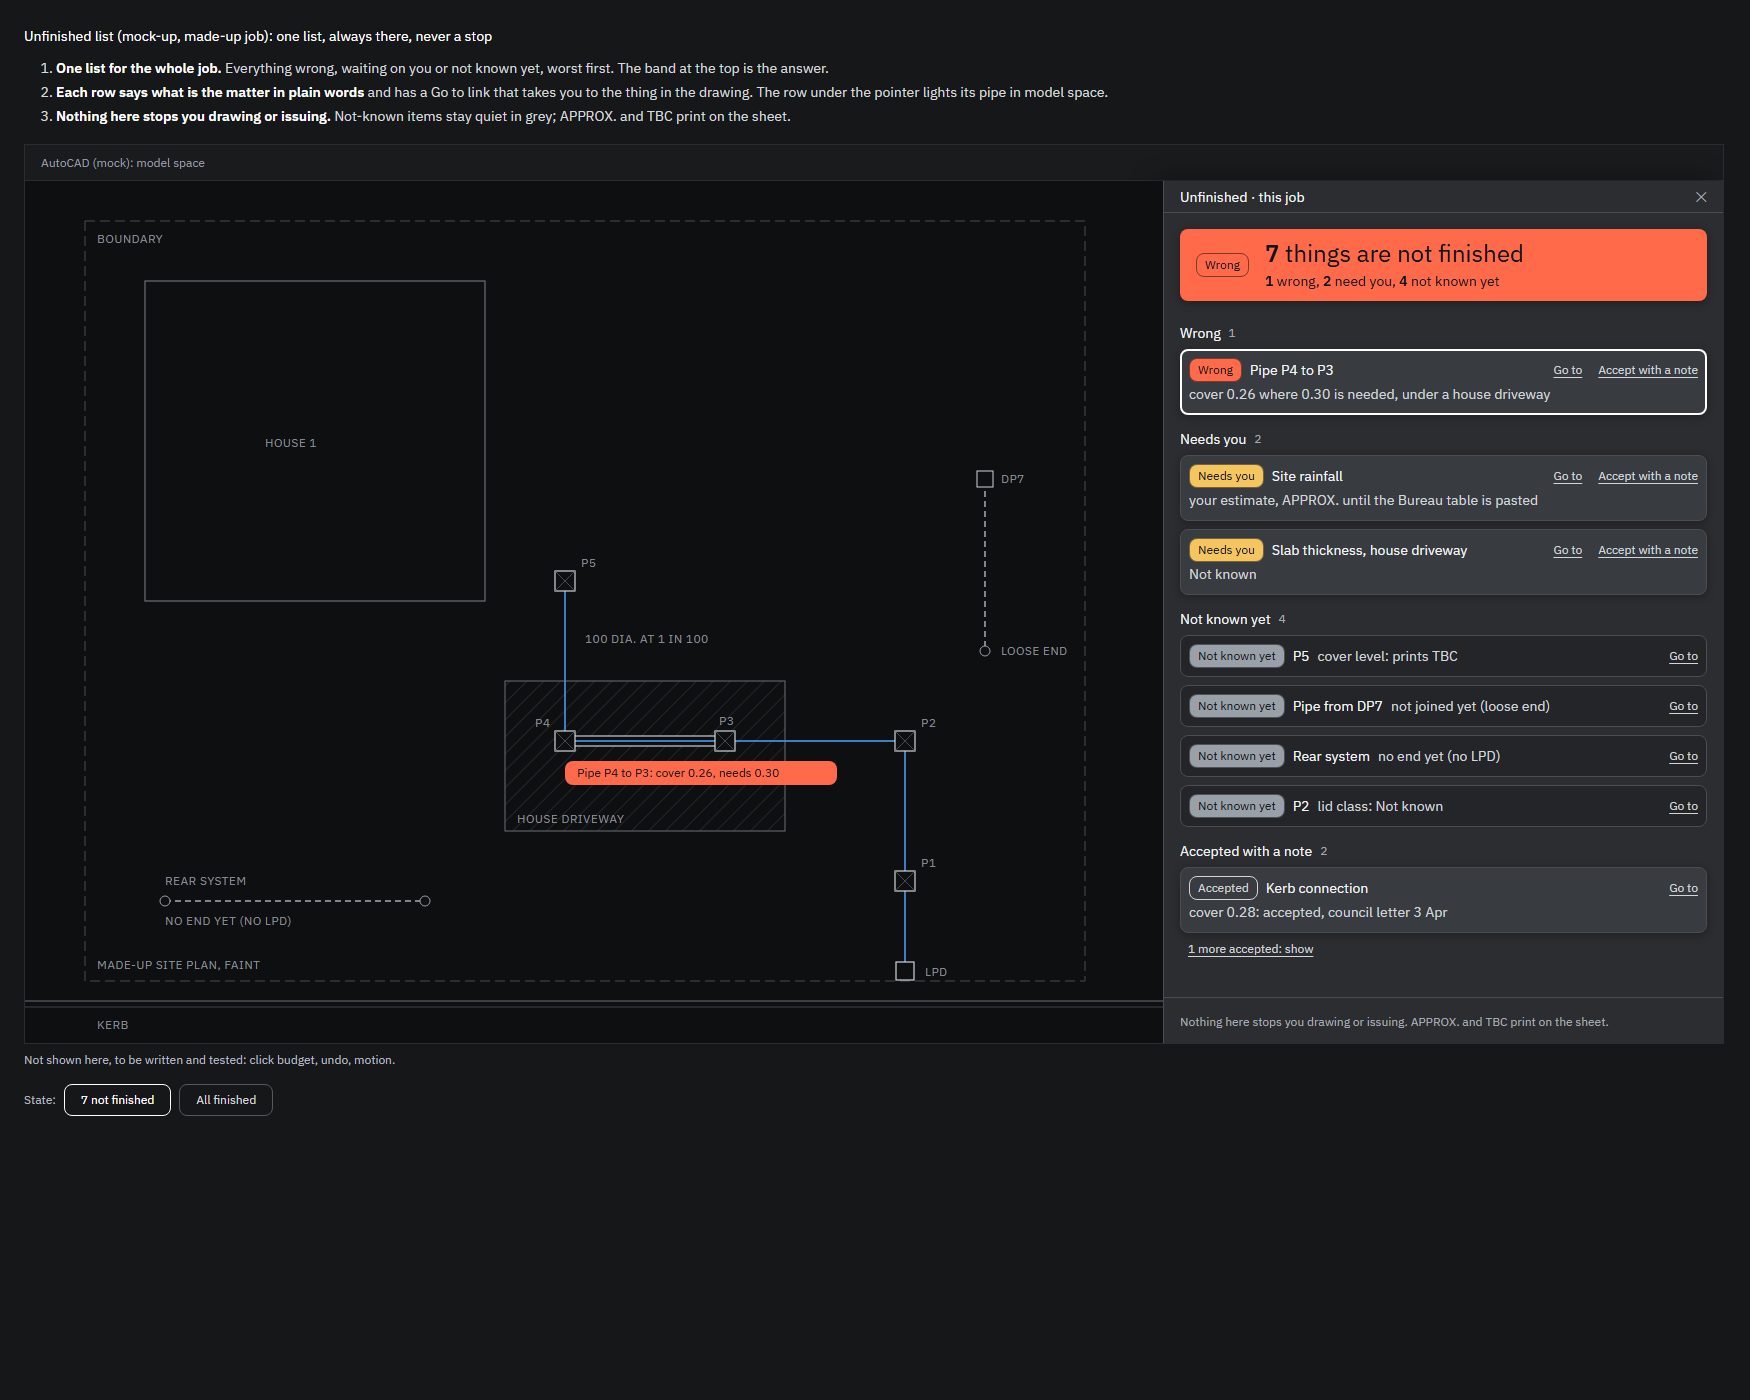 Unfinished list (mock-up, made-up job): one list, always there, never a stop
1. One list for the whole job. Everything wrong, waiting on you or not known yet, worst first. The band at the top is the answer.
2. Each row says what is the matter in plain words and has a Go to link that takes you to the thing in the drawing. The row under the pointer lights its pipe in model space.
3. Nothing here stops you drawing or issuing. Not-known items stay quiet in grey; APPROX. and TBC print on the sheet.
AutoCAD (mock): model space
BOUNDARY
HOUSE 1
DP7
P5
100 DIA. AT 1 IN 100
LOOSE END
P4
P3
P2
Pipe P4 to P3: cover 0.26, needs 0.30
HOUSE DRIVEWAY
P1
REAR SYSTEM
NO END YET (NO LPD)
MADE-UP SITE PLAN, FAINT
LPD
KERB
Unfinished · this job
Wrong
7 things are not finished
1 wrong, 2 need you, 4 not known yet
Wrong 1
Wrong Pipe P4 to P3 Go to Accept with a note
cover 0.26 where 0.30 is needed, under a house driveway
Needs you 2
Needs you Site rainfall Go to Accept with a note
your estimate, APPROX. until the Bureau table is pasted
Needs you Slab thickness, house driveway Go to Accept with a note
Not known
Not known yet 4
Not known yet P5 cover level: prints TBC Go to
Not known yet Pipe from DP7 not joined yet (loose end) Go to
Not known yet Rear system no end yet (no LPD) Go to
Not known yet P2 lid class: Not known Go to
Accepted with a note 2
Accepted Kerb connection Go to
cover 0.28: accepted, council letter 3 Apr
1 more accepted: show
Nothing here stops you drawing or issuing. APPROX. and TBC print on the sheet.
Not shown here, to be written and tested: click budget, undo, motion.
State: 7 not finished All finished